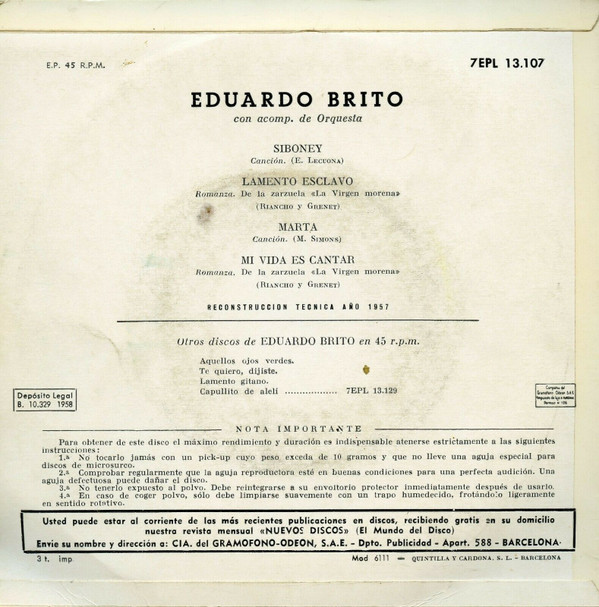 E.P. 45 R.P.M.
7EPL 13.107
EDUARDO BRITO
con acomp. de Orquesta
SIBONEY
Canción. (E. LECUONA)
LAMENTO ESCLAVO
Romanza. De la zarzuela «La Virgen morena»
(RIANCHO Y GRENET)
MARTA
Canción. (M. SIMONS)
MI VIDA ES CANTAR
Romanza. De la zarzuela «La Virgen morena»
(RIANCHO Y GRENET)
RECONSTRUCCION TECNICA AÑO 1957
Otros discos de EDUARDO BRITO en 45 r.p.m.
Aquellos ojos verdes.
Te quiero, dijiste.
Lamento gitano.
Capullito de alelí .................. 7EPL 13.129
Depósito Legal
B. 10.329 1958
NOTA IMPORTANTE
Para obtener de este disco el máximo rendimiento y duración es indispensable atenerse estrictamente a las siguientes
instrucciones:
1.ª No tocarlo jamás con un pick-up cuyo peso exceda de 10 gramos y que no lleve una aguja especial para
discos de microsurco.
2.ª Comprobar regularmente que la aguja reproductora esté en buenas condiciones para una perfecta audición. Una
aguja defectuosa puede dañar el disco.
3.ª No tenerlo expuesto al polvo. Debe reintegrarse a su envoltorio protector inmediatamente después de usarlo.
4.ª En caso de coger polvo, sólo debe limpiarse suavemente con un trapo humedecido, frotándolo ligeramente
en sentido rotativo.
Usted puede estar al corriente de las más recientes publicaciones en discos, recibiendo gratis en su domicilio
nuestra revista mensual «NUEVOS DISCOS» (El Mundo del Disco)
Envíe su nombre y dirección a: CIA. del GRAMOFONO-ODEON, S.A.E. - Dpto. Publicidad - Apart. 588 - BARCELONA·
3 t. imp.
Mod 6111 — QUINTILLA Y CARDONA, S. L. - BARCELONA